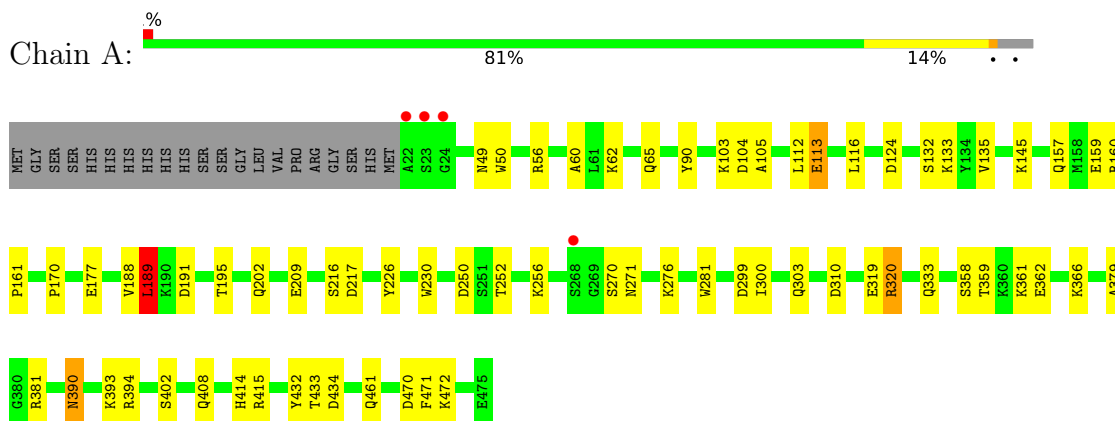 .%
Chain A:
81% 14% • •
MET GLY SER SER HIS HIS HIS HIS HIS HIS SER SER GLY LEU VAL PRO ARG GLY SER HIS MET A22 S23 G24 N49 W50 R56 A60 L61 K62 Q65 Y90 K103 D104 A105 L112 E113 L116 D124 S132 K133 Y134 V135 K145 Q157 M158 E159
P161 P170 E177 V188 L189 K190 D191 T195 Q202 E209 S216 D217 Y226 W230 D250 S251 T252 K256 S268 G269 S270 N271 K276 W281 D299 I300 Q303 D310 E319 R320 Q333 S358 T359 K360 K361 E362 K366 A379
G380 R381 N390 K393 R394 S402 Q408 H414 R415 Y432 T433 D434 Q461 D470 F471 K472 E475